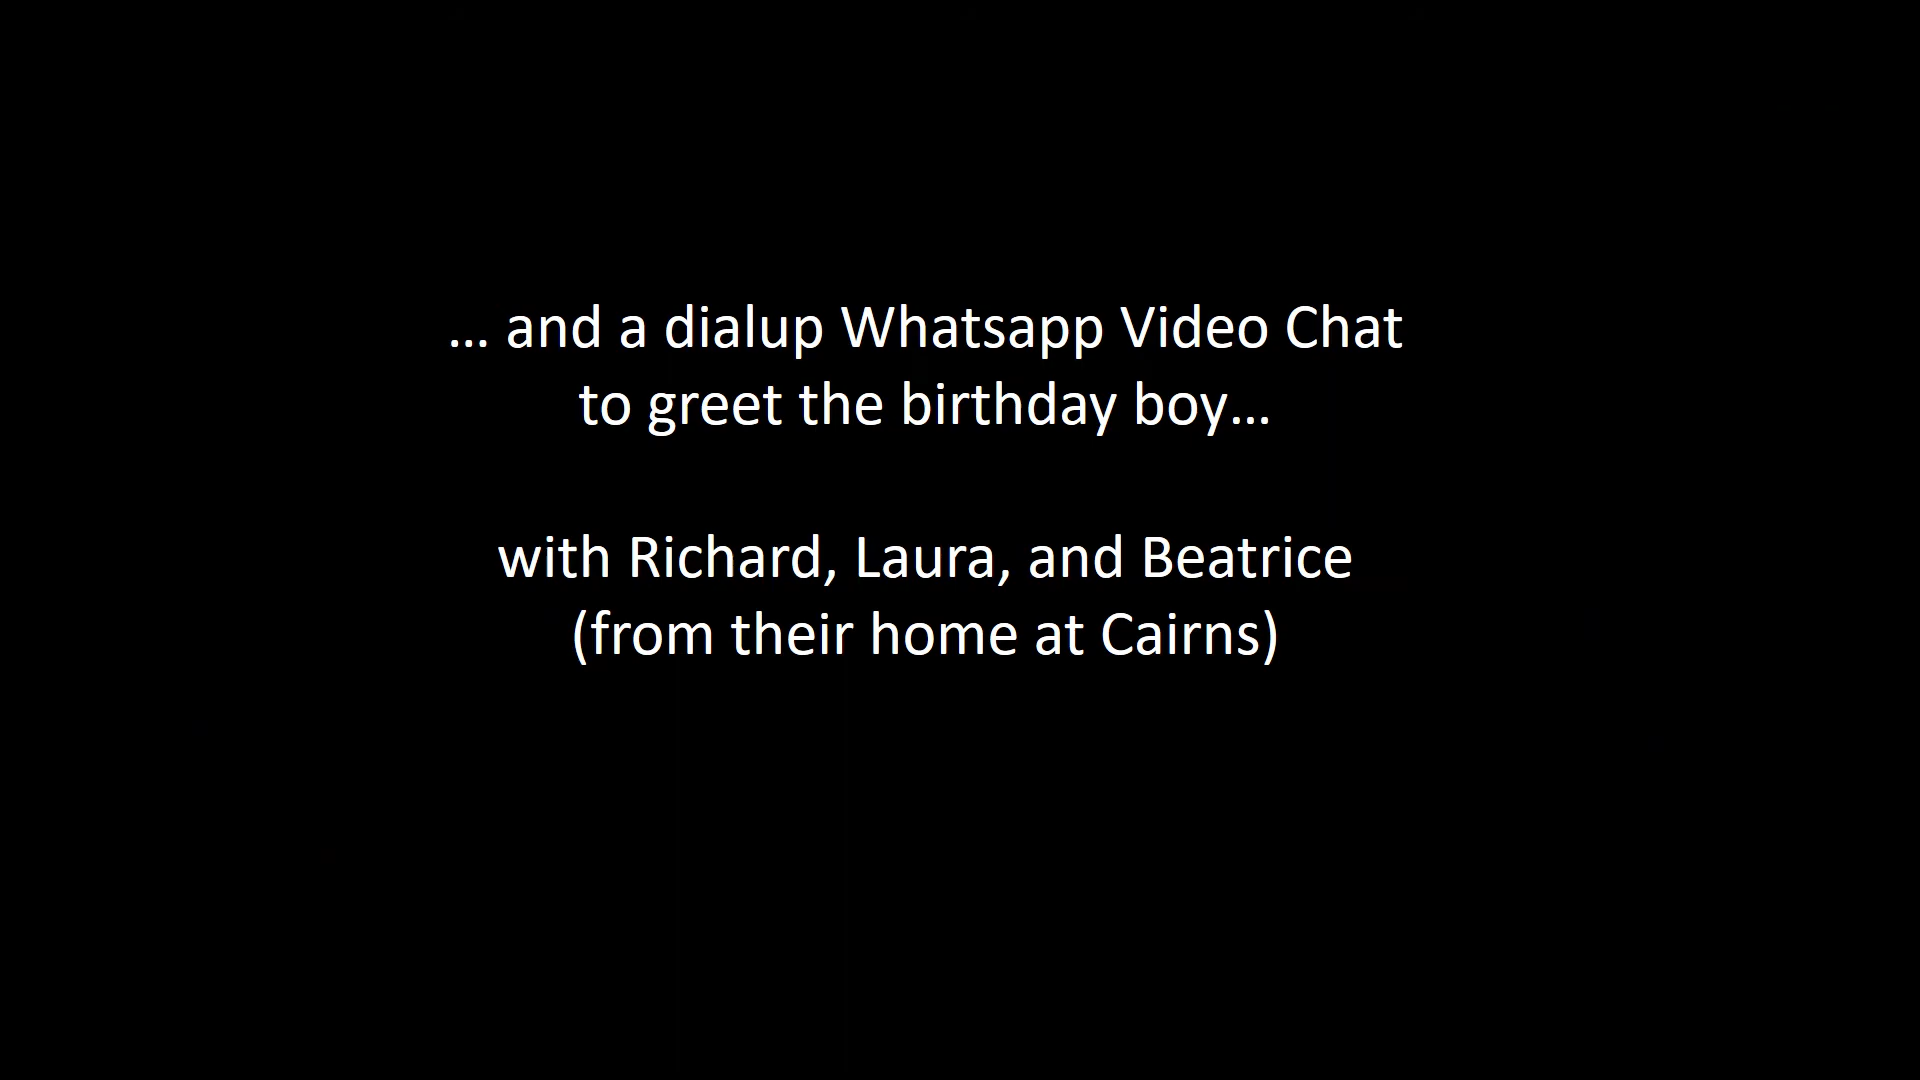 ... and a dialup Whatsapp Video Chat
to greet the birthday boy...
with Richard, Laura, and Beatrice
(from their home at Cairns)